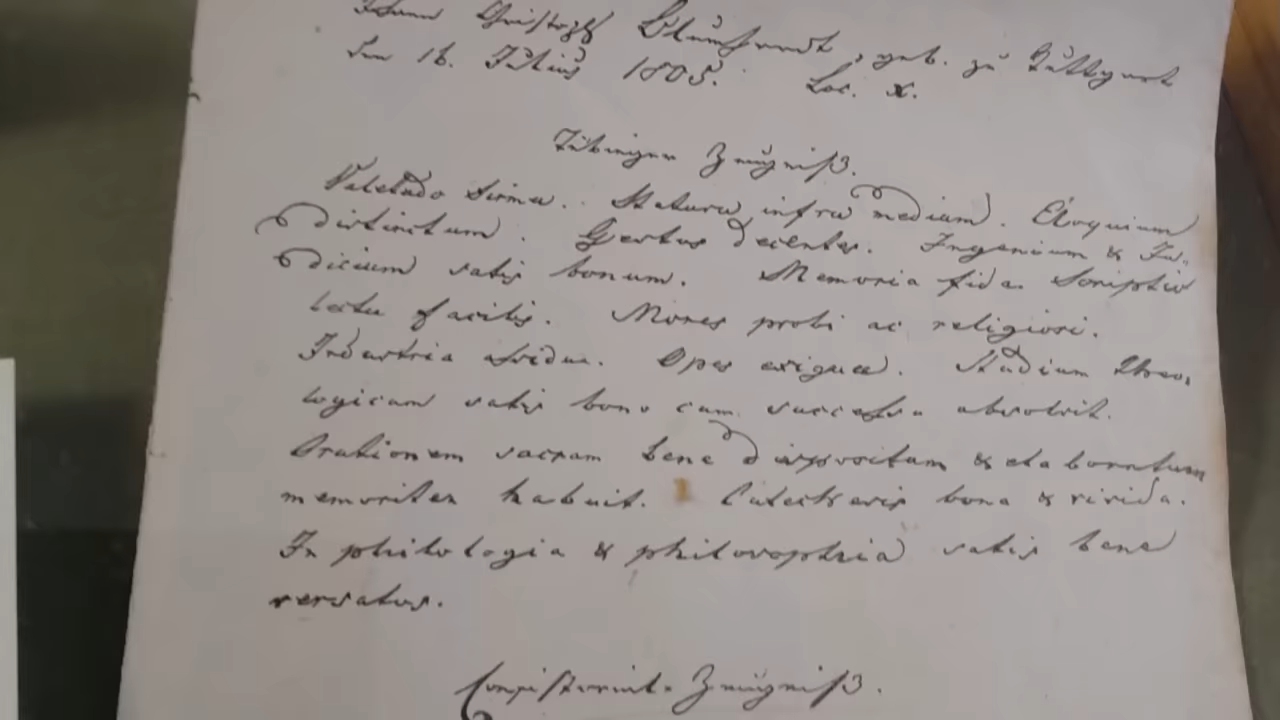 Johann Christoph Blumhardt, geb. zu Stuttgart
den 16. Julius 1805. Loc. X.
Tübinger Zeugniß.
Valetudo firma. Statura infra mediam. Eloquium
distinctum. Gestus decentes. Ingenium & Ju-
dicium satis bonum. Memoria fida. Scriptio
lectu facilis. Mores probi ac religiosi.
Industria assidua. Opes exiguae. Studium theo-
logicum satis bono cum successu absolvit.
Orationem sacram bene dispositam & elaboratam
memoriter habuit. Catechesis bona & vivida.
In philologia & philosophia satis bene
versatus.
Consistorial-Zeugniß.